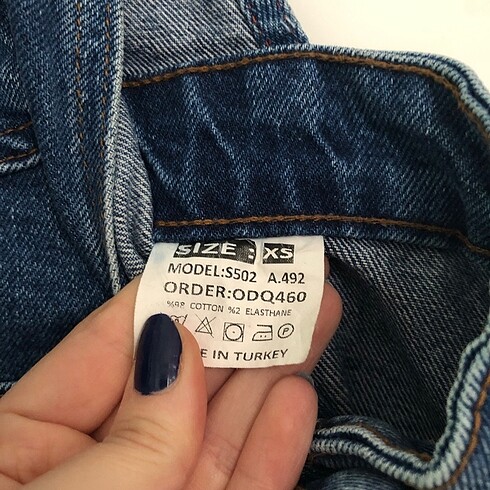 SIZE : XS
MODEL:S502 A.492
ORDER:ODQ460
%98 COTTON %2 ELASTHANE
P
E IN TURKEY